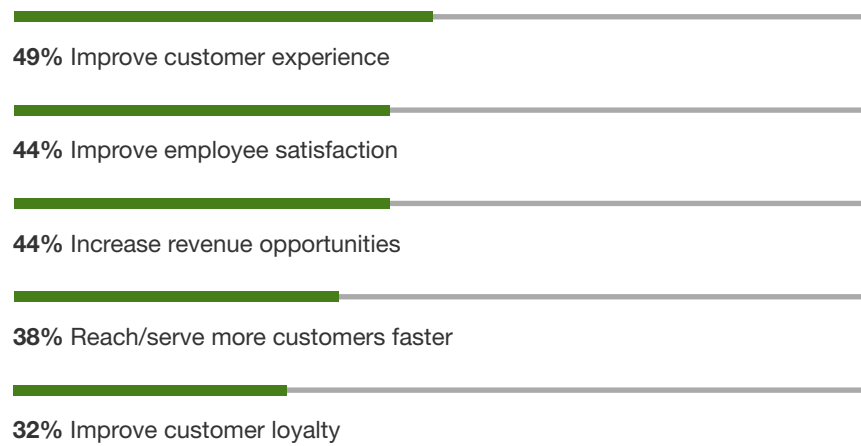 49% Improve customer experience
44% Improve employee satisfaction
44% Increase revenue opportunities
38% Reach/serve more customers faster
32% Improve customer loyalty